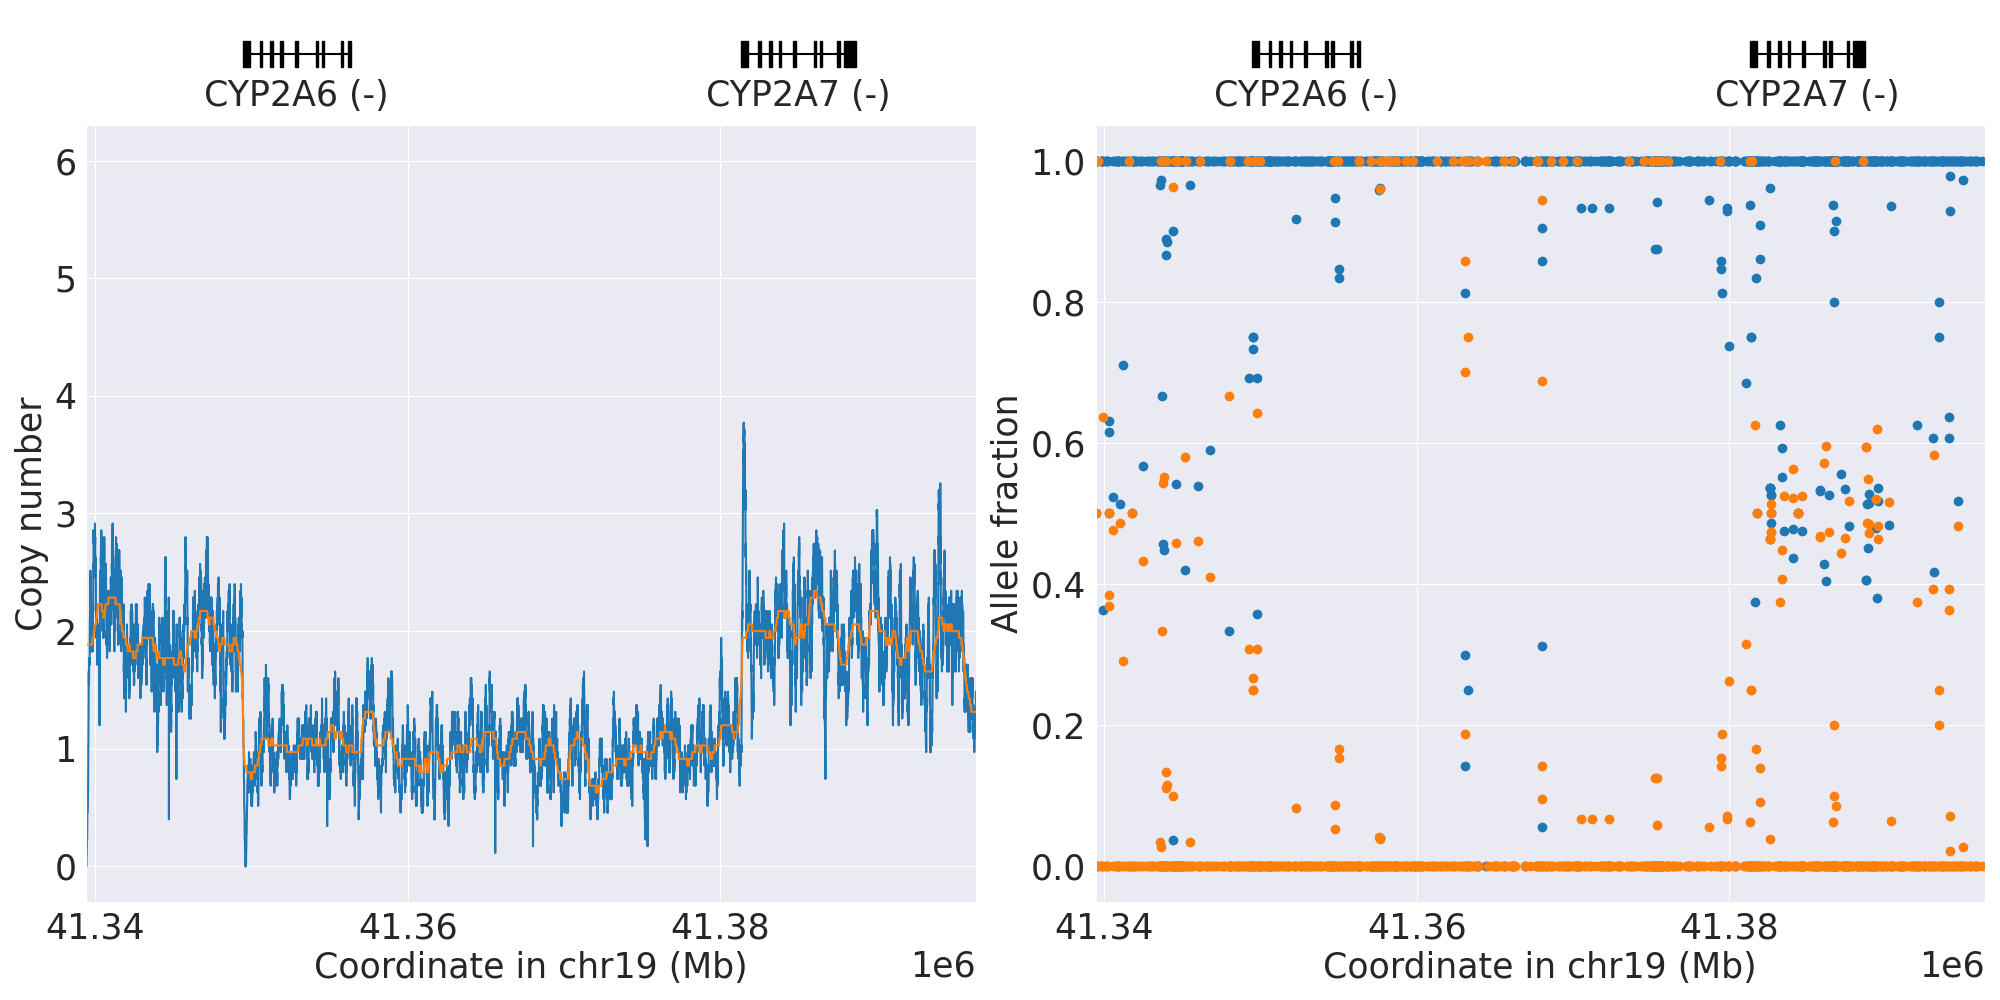 CYP2A6 (-)
CYP2A7 (-)
6
5
4
3
2
1
0
Copy number
41.34
41.36
41.38
Coordinate in chr19 (Mb)
1e6
CYP2A6 (-)
CYP2A7 (-)
1.0
0.8
0.6
0.4
0.2
0.0
Allele fraction
41.34
41.36
41.38
Coordinate in chr19 (Mb)
1e6